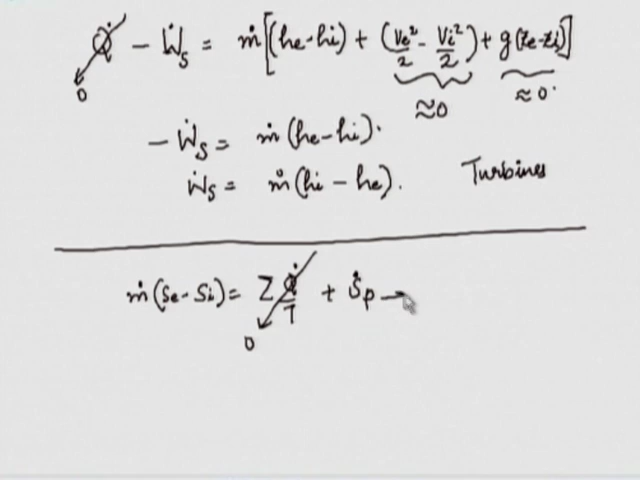 Q̇ - Ẇs = ṁ[(he-hi) + (Ve²/2 - Vi²/2) + g(ze-zi)]
0 ≈0 ≈0.
-Ẇs = ṁ(he-hi).
Ẇs = ṁ(hi - he). Turbines
ṁ(se - si) = Σ Q̇/T + Ṡp →
0